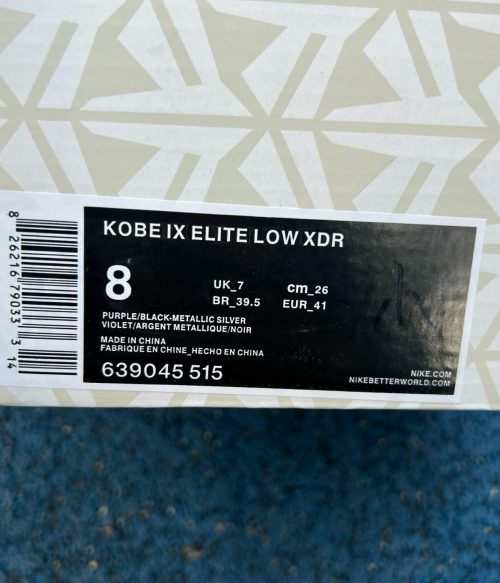 KOBE IX ELITE LOW XDR
8
UK_7 cm_26
BR_39.5 EUR_41
PURPLE/BLACK-METALLIC SILVER
VIOLET/ARGENT METALLIQUE/NOIR
MADE IN CHINA
FABRIQUE EN CHINE_HECHO EN CHINA
639045 515
NIKE.COM
NIKEBETTERWORLD.COM
8 26216 79033 3 14